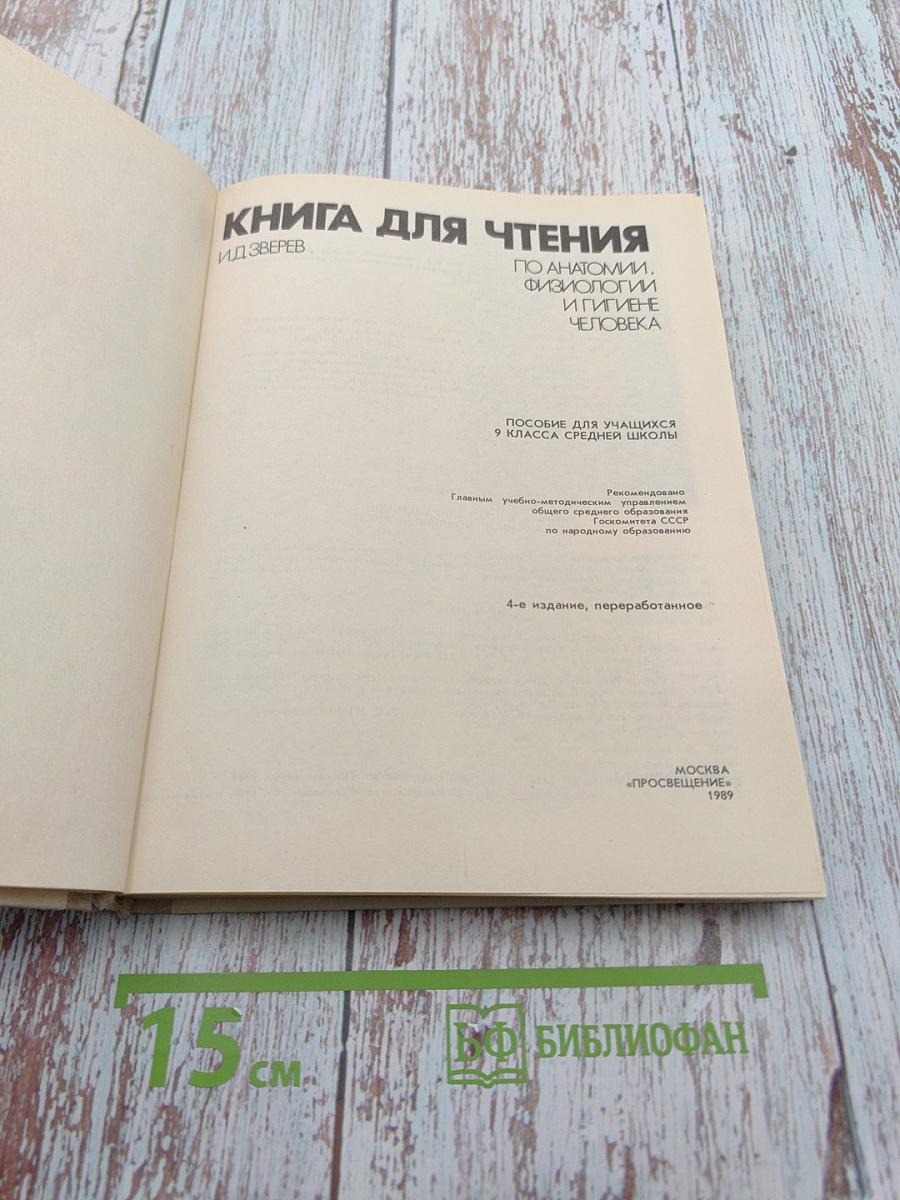 КНИГА ДЛЯ ЧТЕНИЯ
И.Д. ЗВЕРЕВ
ПО АНАТОМИИ,
ФИЗИОЛОГИИ
И ГИГИЕНЕ
ЧЕЛОВЕКА
ПОСОБИЕ ДЛЯ УЧАЩИХСЯ
9 КЛАССА СРЕДНЕЙ ШКОЛЫ
Рекомендовано
Главным учебно-методическим управлением
общего среднего образования
Госкомитета СССР
по народному образованию
4-е издание, переработанное
МОСКВА
«ПРОСВЕЩЕНИЕ»
1989
15 см
БФ БИБЛИОФАН